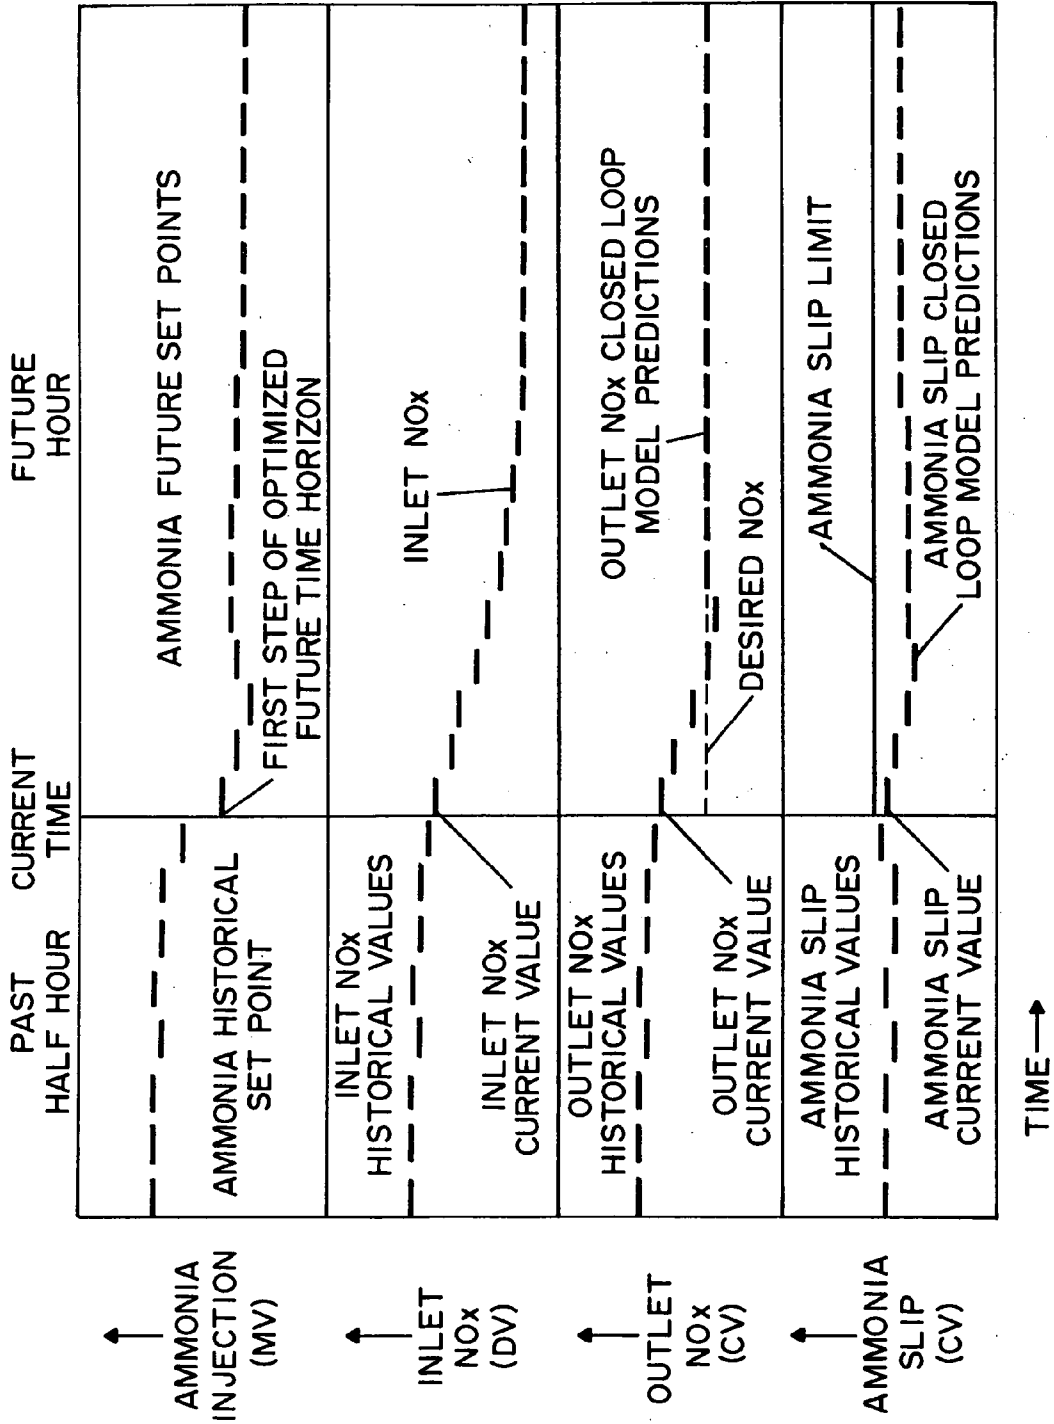 PAST
HALF HOUR
CURRENT
TIME
FUTURE
HOUR
AMMONIA
INJECTION
(MV)
AMMONIA HISTORICAL
SET POINT
AMMONIA FUTURE SET POINTS
FIRST STEP OF OPTIMIZED
FUTURE TIME HORIZON
INLET
NOx
(DV)
INLET NOx
HISTORICAL VALUES
INLET NOx
CURRENT VALUE
INLET NOx
OUTLET
NOx
(CV)
OUTLET NOx
HISTORICAL VALUES
OUTLET NOx
CURRENT VALUE
OUTLET NOx CLOSED LOOP
MODEL PREDICTIONS
DESIRED NOx
AMMONIA
SLIP
(CV)
AMMONIA SLIP
HISTORICAL VALUES
AMMONIA SLIP
CURRENT VALUE
AMMONIA SLIP LIMIT
AMMONIA SLIP CLOSED
LOOP MODEL PREDICTIONS
TIME